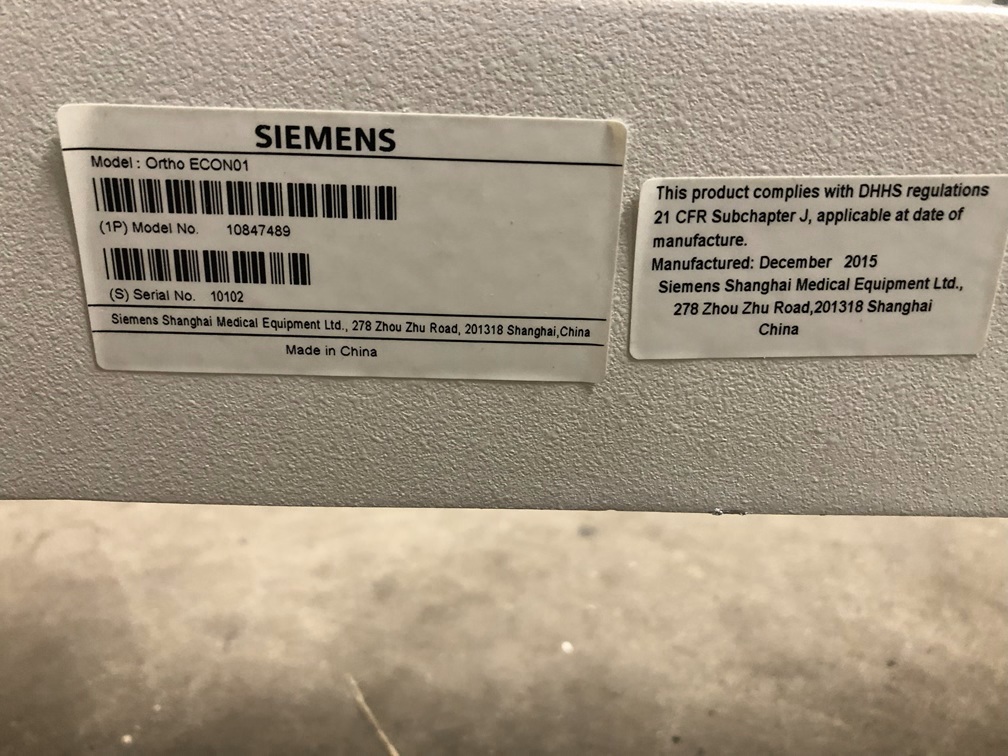 SIEMENS
Model : Ortho ECON01
(1P) Model No. 10847489
(S) Serial No. 10102
Siemens Shanghai Medical Equipment Ltd., 278 Zhou Zhu Road, 201318 Shanghai,China
Made in China
This product complies with DHHS regulations
21 CFR Subchapter J, applicable at date of
manufacture.
Manufactured: December 2015
Siemens Shanghai Medical Equipment Ltd.,
278 Zhou Zhu Road,201318 Shanghai
China